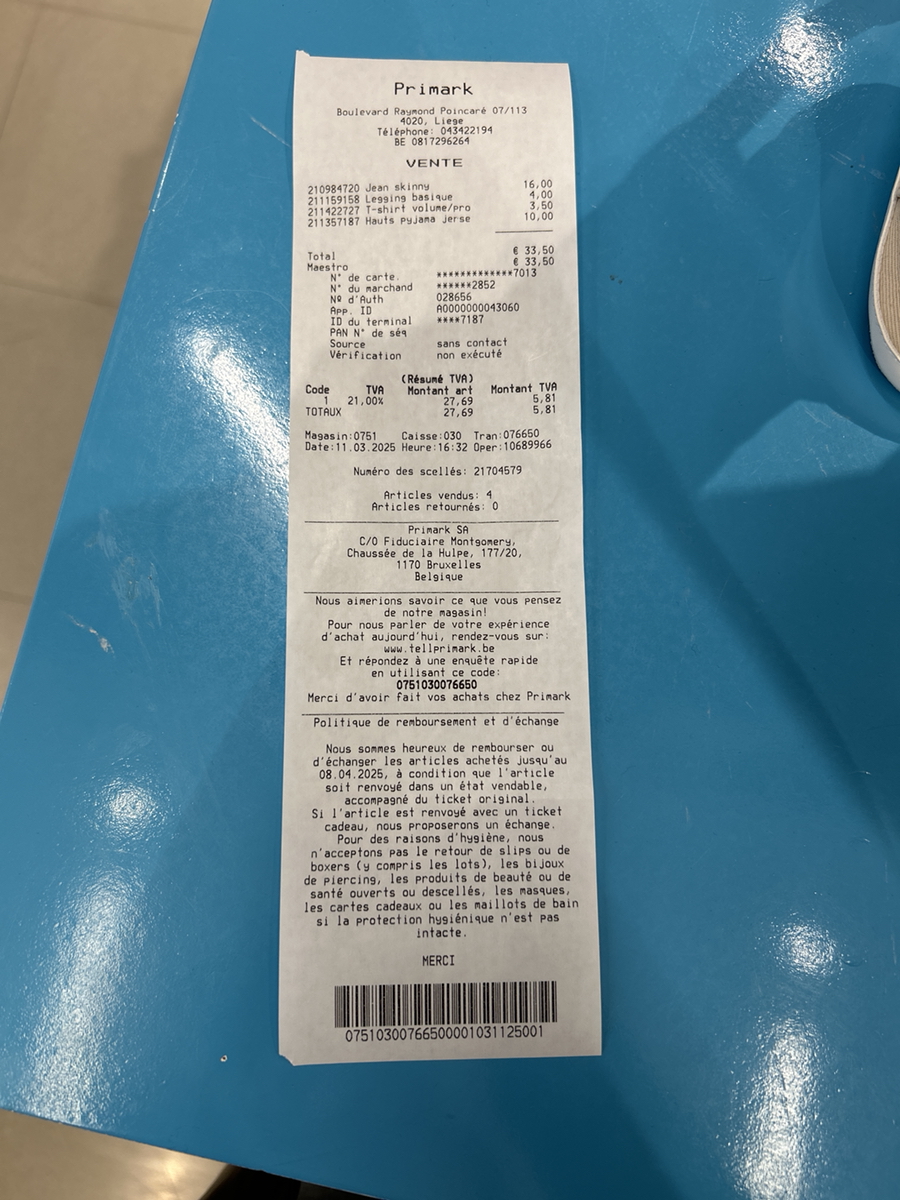 Primark
Boulevard Raymond Poincaré 07/113
4020, Liege
Téléphone: 043422194
BE 0817296264
VENTE
210984720 Jean skinny 16,00
211159158 Legging basique 4,00
211422727 T-shirt volume/pro 3,50
211357187 Hauts pyjama jerse 10,00
Total € 33,50
Maestro € 33,50
N° de carte. *************7013
N° du marchand ******2852
Nº d'Auth 028656
App. ID A0000000043060
ID du terminal ****7187
PAN N° de séq
Source sans contact
Vérification non exécuté
(Résumé TVA)
Code TVA Montant art Montant TVA
1 21,00% 27,69 5,81
TOTAUX 27,69 5,81
Magasin:0751 Caisse:030 Tran:076650
Date:11.03.2025 Heure:16:32 Oper:10689966
Numéro des scellés: 21704579
Articles vendus: 4
Articles retournés: 0
Primark SA
C/O Fiduciaire Montgomery,
Chaussée de la Hulpe, 177/20,
1170 Bruxelles
Belgique
Nous aimerions savoir ce que vous pensez
de notre magasin!
Pour nous parler de votre expérience
d'achat aujourd'hui, rendez-vous sur:
www.tellprimark.be
Et répondez à une enquête rapide
en utilisant ce code:
0751030076650
Merci d'avoir fait vos achats chez Primark
Politique de remboursement et d'échange
Nous sommes heureux de rembourser ou
d'échanger les articles achetés jusqu'au
08.04.2025, à condition que l'article
soit renvoyé dans un état vendable,
accompagné du ticket original.
Si l'article est renvoyé avec un ticket
cadeau, nous proposerons un échange.
Pour des raisons d'hygiène, nous
n'acceptons pas le retour de slips ou de
boxers (y compris les lots), les bijoux
de piercing, les produits de beauté ou de
santé ouverts ou descellés, les masques,
les cartes cadeaux ou les maillots de bain
si la protection hygiénique n'est pas
intacte.
MERCI
07510300766500001031125001